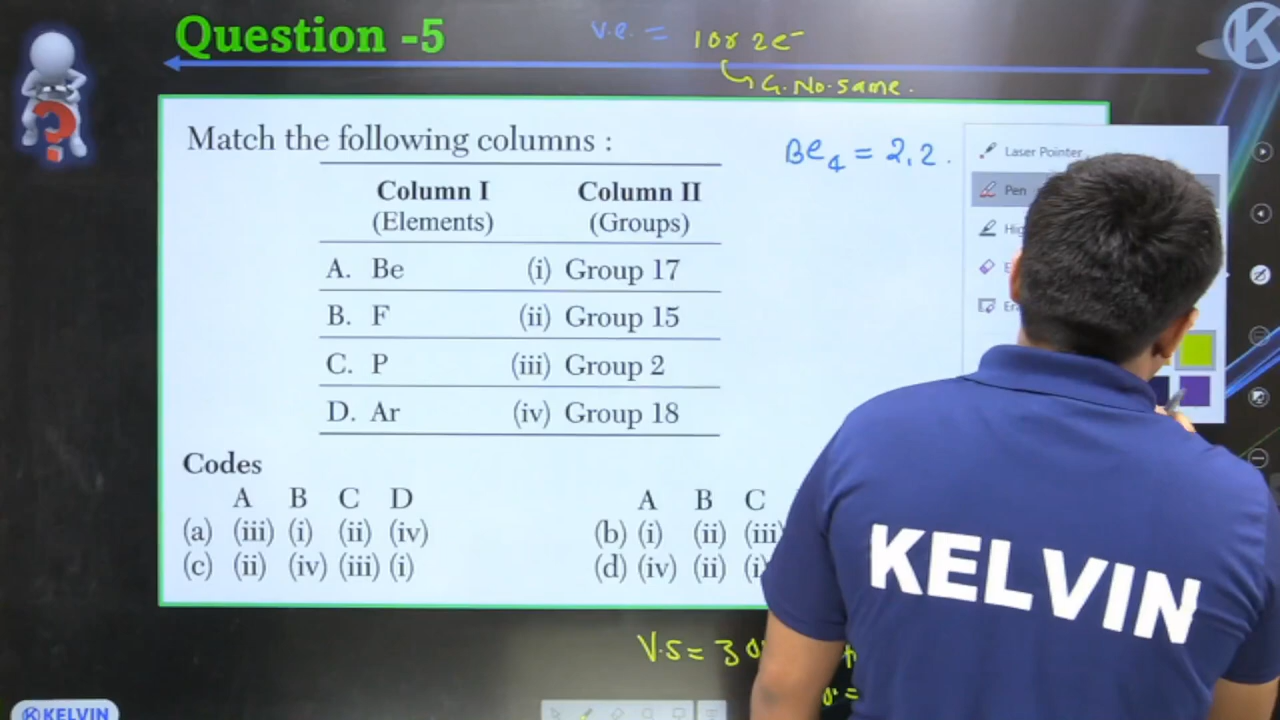 Question -5
v.e. = 1 or 2e⁻
G.No.same.
Match the following columns :
Be₄ = 2,2.
Laser Pointer
Pen
Column I Column II
(Elements) (Groups)
A. Be (i) Group 17
B. F (ii) Group 15
C. P (iii) Group 2
D. Ar (iv) Group 18
Codes
A B C D A B C
(a) (iii) (i) (ii) (iv) (b) (i) (ii) (iii)
(c) (ii) (iv) (iii) (i) (d) (iv) (ii) (i)
KELVIN
V.S = 3
K
KELVIN